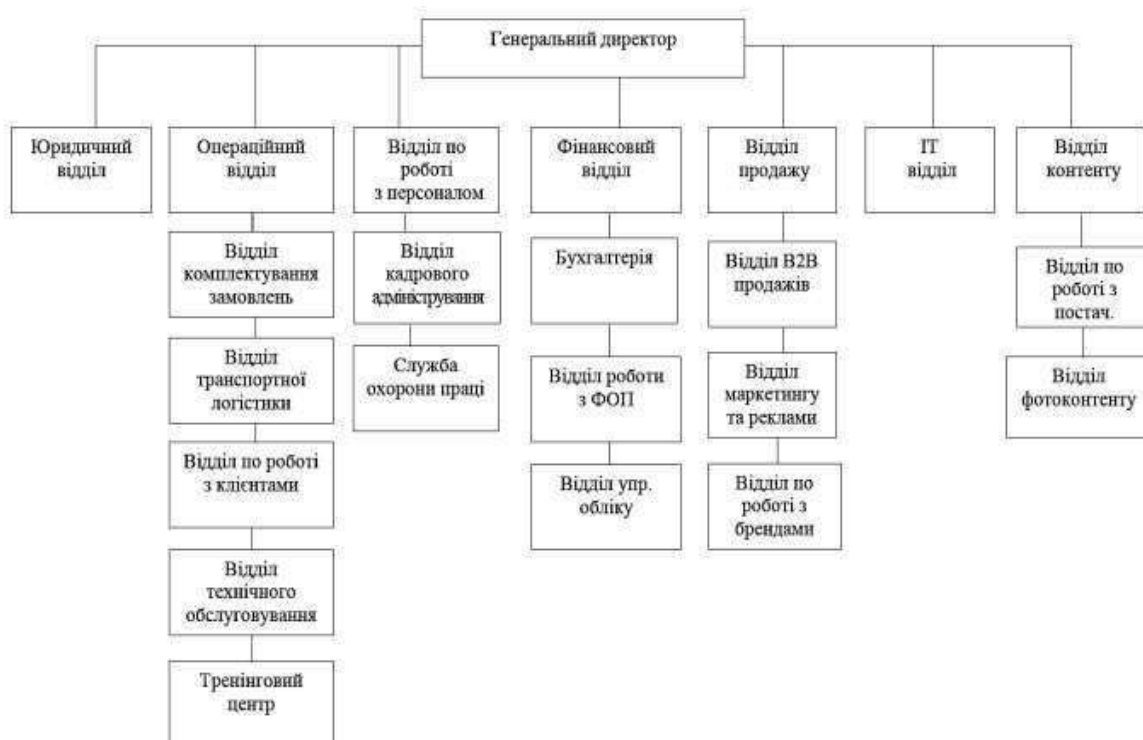 Генеральний директор
Юридичний
відділ
Операційний
відділ
Відділ по
роботі
з персоналом
Фінансовий
відділ
Відділ
продажу
ІТ
відділ
Відділ
контенту
Відділ
комплектування
замовлень
Відділ
транспортної
логістики
Відділ по роботі
з клієнтами
Відділ
технічного
обслуговування
Тренінговий
центр
Відділ
кадрового
адміністрування
Служба
охорони праці
Бухгалтерія
Відділ роботи
з ФОП
Відділ упр.
обліку
Відділ B2B
продажів
Відділ
маркетингу
та реклами
Відділ по
роботі з
брендами
Відділ по
роботі з
постач.
Відділ
фотоконтенту